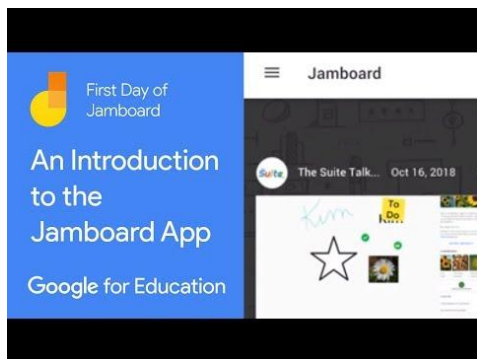 First Day of
Jamboard
An Introduction
to the
Jamboard App
Google for Education
Jamboard
Suite
The Suite Talk... Oct 16, 2018
Kim
To
Do